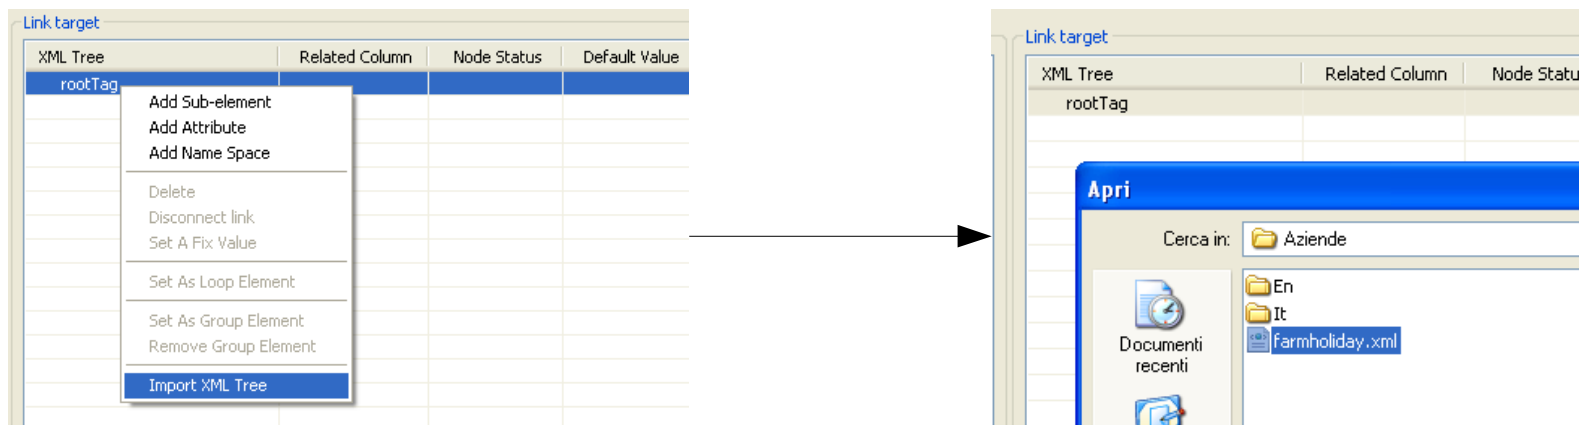 Link target
XML Tree Related Column Node Status Default Value
rootTag
Add Sub-element
Add Attribute
Add Name Space
Delete
Disconnect link
Set A Fix Value
Set As Loop Element
Set As Group Element
Remove Group Element
Import XML Tree
Link target
XML Tree Related Column Node Statu
rootTag
Apri
Cerca in: Aziende
En
It
farmholiday.xml
Documenti
recenti